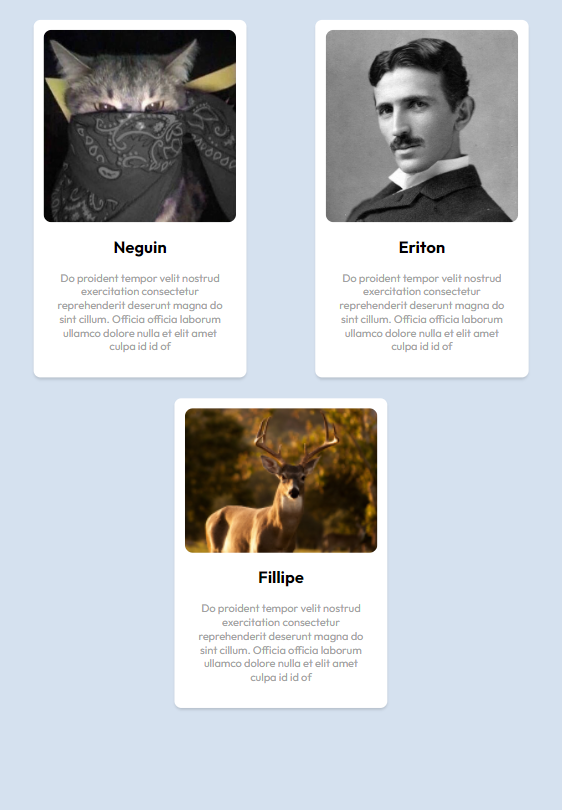 Neguin
Do proident tempor velit nostrud
exercitation consectetur
reprehenderit deserunt magna do
sint cillum. Officia officia laborum
ullamco dolore nulla et elit amet
culpa id id of
Eriton
Do proident tempor velit nostrud
exercitation consectetur
reprehenderit deserunt magna do
sint cillum. Officia officia laborum
ullamco dolore nulla et elit amet
culpa id id of
Fillipe
Do proident tempor velit nostrud
exercitation consectetur
reprehenderit deserunt magna do
sint cillum. Officia officia laborum
ullamco dolore nulla et elit amet
culpa id id of